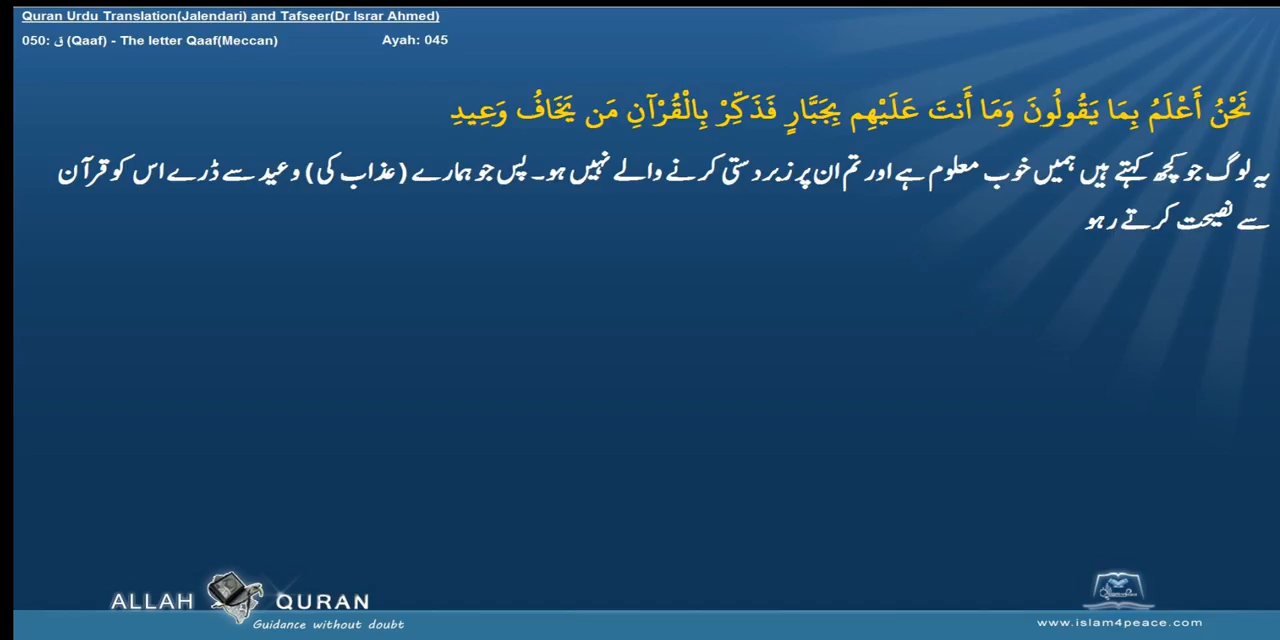 Quran Urdu Translation(Jalendari) and Tafseer(Dr Israr Ahmed)
050: ق (Qaaf) - The letter Qaaf(Meccan) Ayah: 045
نَحْنُ أَعْلَمُ بِمَا يَقُولُونَ وَمَا أَنتَ عَلَيْهِم بِجَبَّارٍ فَذَكِّرْ بِالْقُرْآنِ مَن يَخَافُ وَعِيدِ
یہ لوگ جو کچھ کہتے ہیں ہمیں خوب معلوم ہے اور تم ان پر زبردستی کرنے والے نہیں ہو۔ پس جو ہمارے (عذاب کی) وعید سے ڈرے اس کو قرآن
سے نصیحت کرتے رہو
ALLAH QURAN
Guidance without doubt
www.islam4peace.com